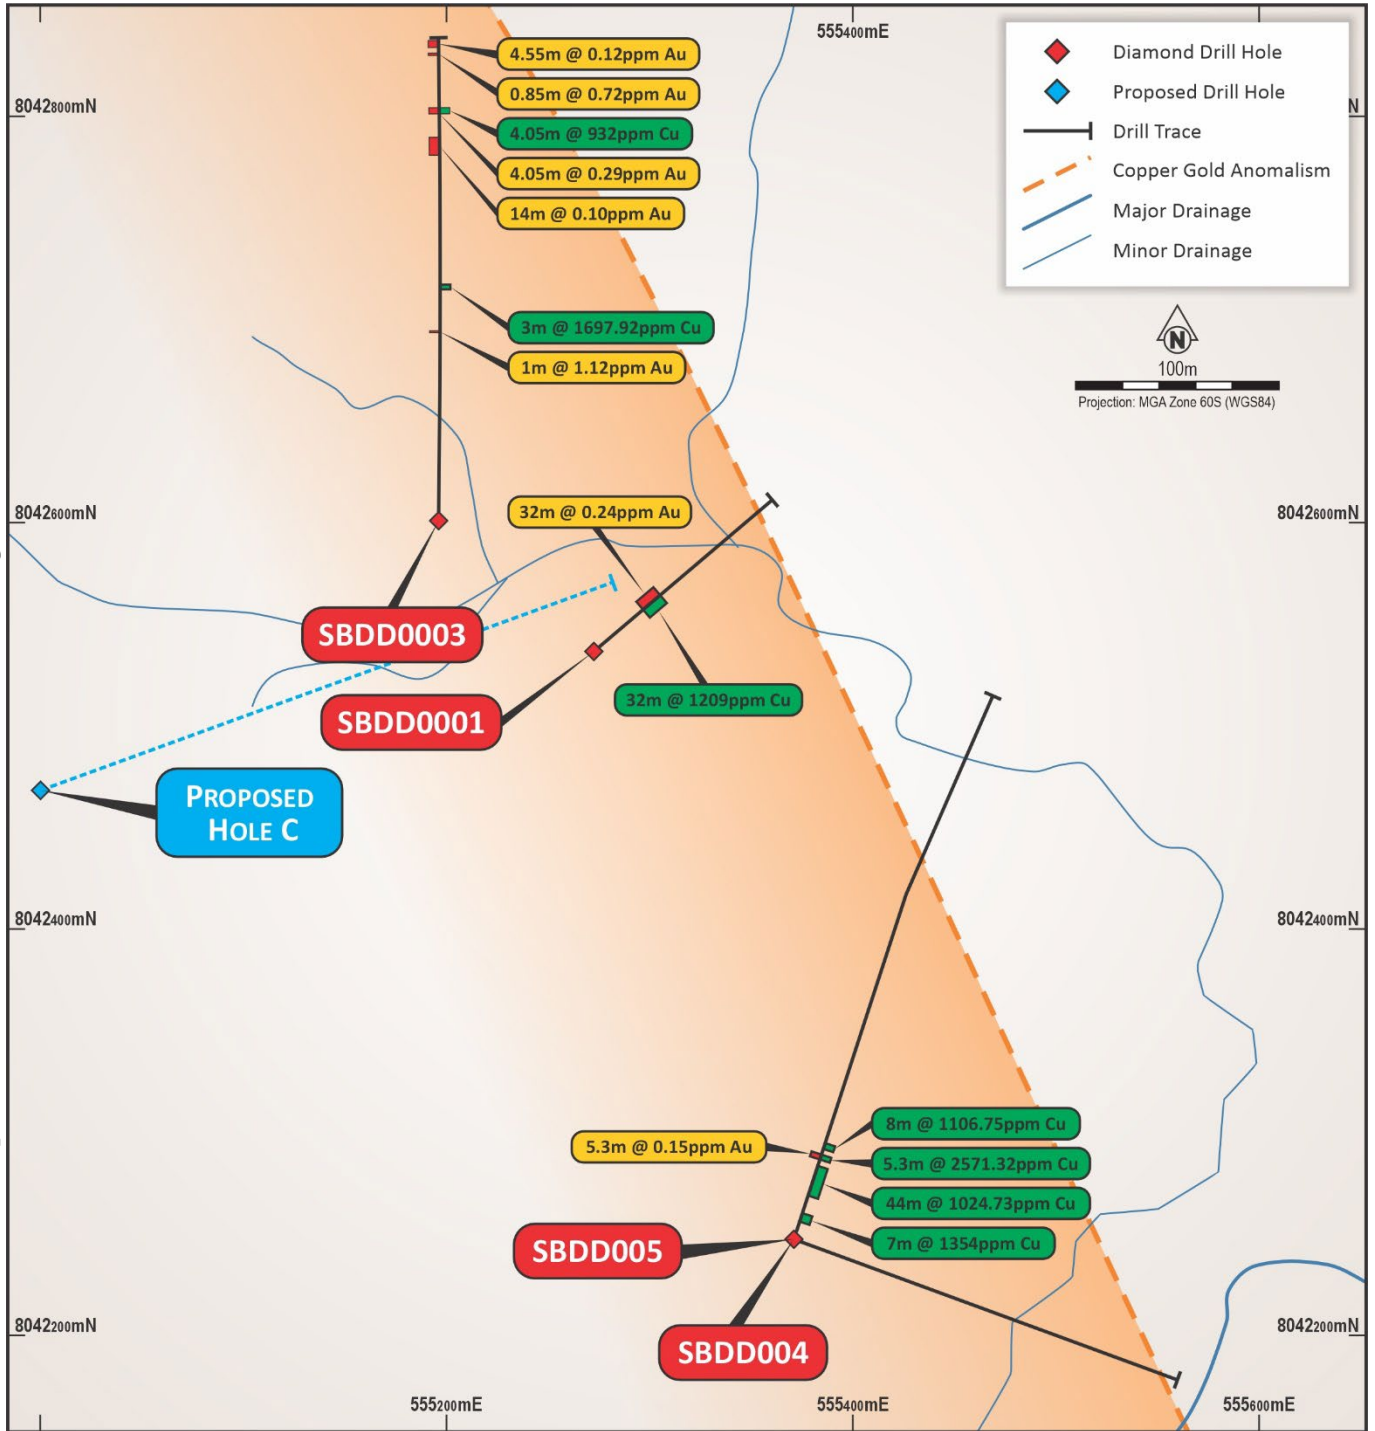 555400mE
Diamond Drill Hole
Proposed Drill Hole
Drill Trace
Copper Gold Anomalism
Major Drainage
Minor Drainage
N
8042800mN
4.55m @ 0.12ppm Au
0.85m @ 0.72ppm Au
4.05m @ 932ppm Cu
4.05m @ 0.29ppm Au
14m @ 0.10ppm Au
3m @ 1697.92ppm Cu
1m @ 1.12ppm Au
N
100m
Projection: MGA Zone 60S (WGS84)
8042600mN
8042600mN
32m @ 0.24ppm Au
SBDD0003
32m @ 1209ppm Cu
SBDD0001
PROPOSED
HOLE C
8042400mN
8042400mN
5.3m @ 0.15ppm Au
8m @ 1106.75ppm Cu
5.3m @ 2571.32ppm Cu
44m @ 1024.73ppm Cu
7m @ 1354ppm Cu
SBDD005
SBDD004
8042200mN
8042200mN
555200mE
555400mE
555600mE